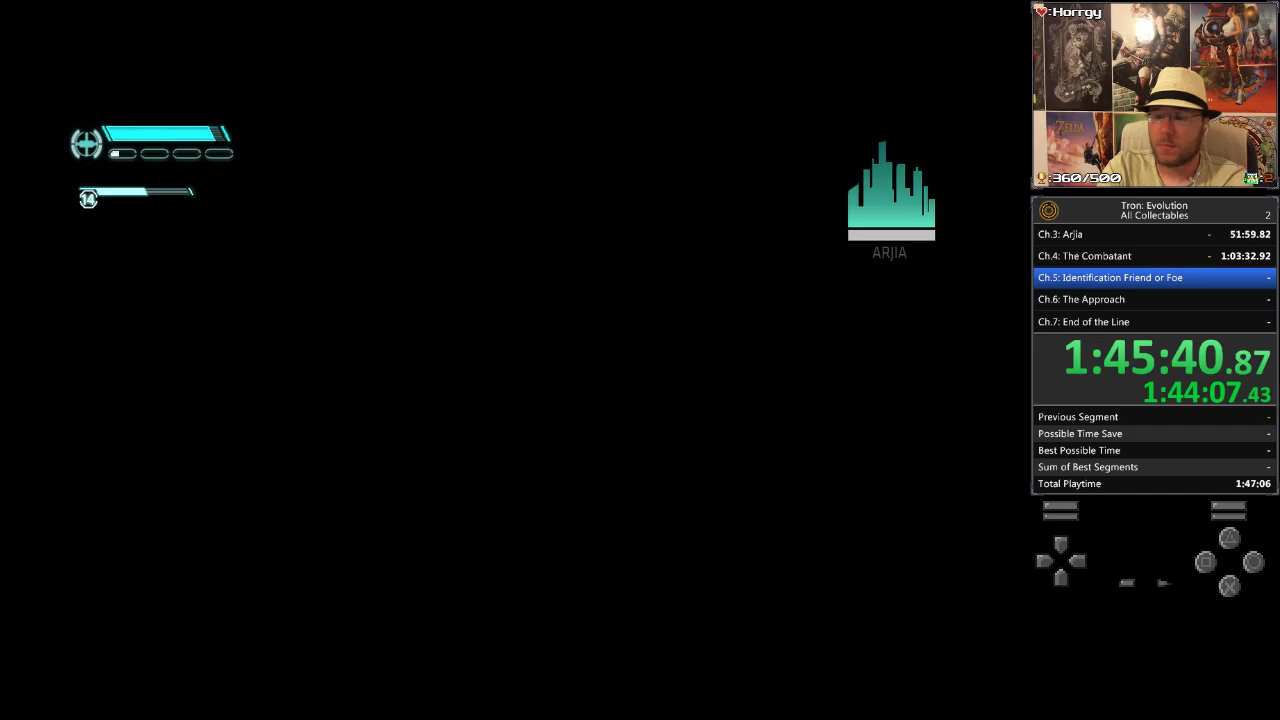 :Horrgy
ZELDA
:360/500
:2
14
ARJIA
Tron: Evolution
All Collectables
2
Ch.3: Arjia - 51:59.82
Ch.4: The Combatant - 1:03:32.92
Ch.5: Identification Friend or Foe -
Ch.6: The Approach -
Ch.7: End of the Line -
1:45:40.87
1:44:07.43
Previous Segment -
Possible Time Save -
Best Possible Time -
Sum of Best Segments -
Total Playtime 1:47:06